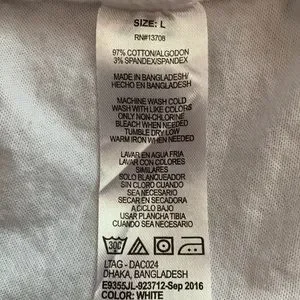 SIZE: L
RN#13708
97% COTTON/ALGODON
3% SPANDEX/SPANDEX
MADE IN BANGLADESH/
HECHO EN BANGLADESH
MACHINE WASH COLD
WASH WITH LIKE COLORS
ONLY NON-CHLORINE
BLEACH WHEN NEEDED
TUMBLE DRY LOW
WARM IRON WHEN NEEDED
LAVAR EN AGUA FRIA
LAVAR CON COLORES
SIMILARES
SOLO BLANQUEADOR
SIN CLORO CUANDO
SEA NECESARIO
SECAR EN SECADORA
A CICLO BAJO
USAR PLANCHA TIBIA
CUANDO SEA NECESARIO
30C
LTAG - DAC024
DHAKA, BANGLADESH
E9355JL-923712-Sep 2016
COLOR: WHITE